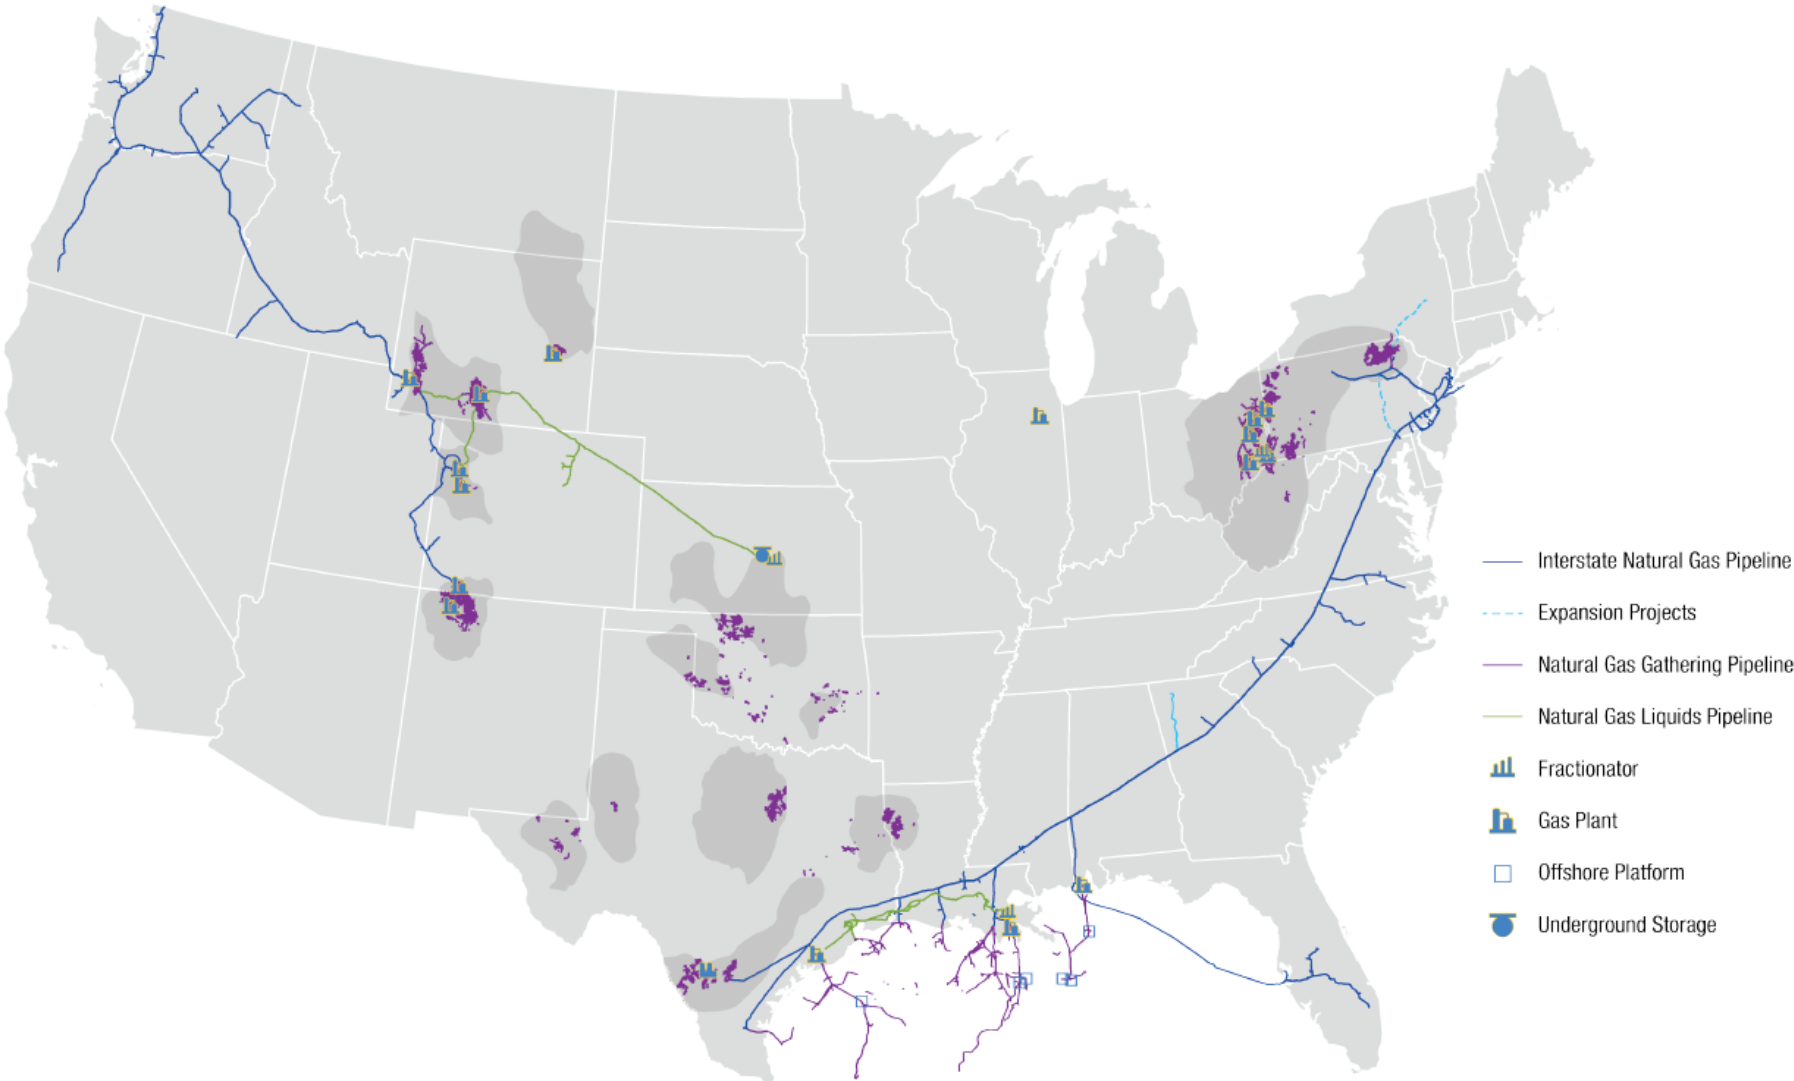 Interstate Natural Gas Pipeline
Expansion Projects
Natural Gas Gathering Pipeline
Natural Gas Liquids Pipeline
Fractionator
Gas Plant
Offshore Platform
Underground Storage